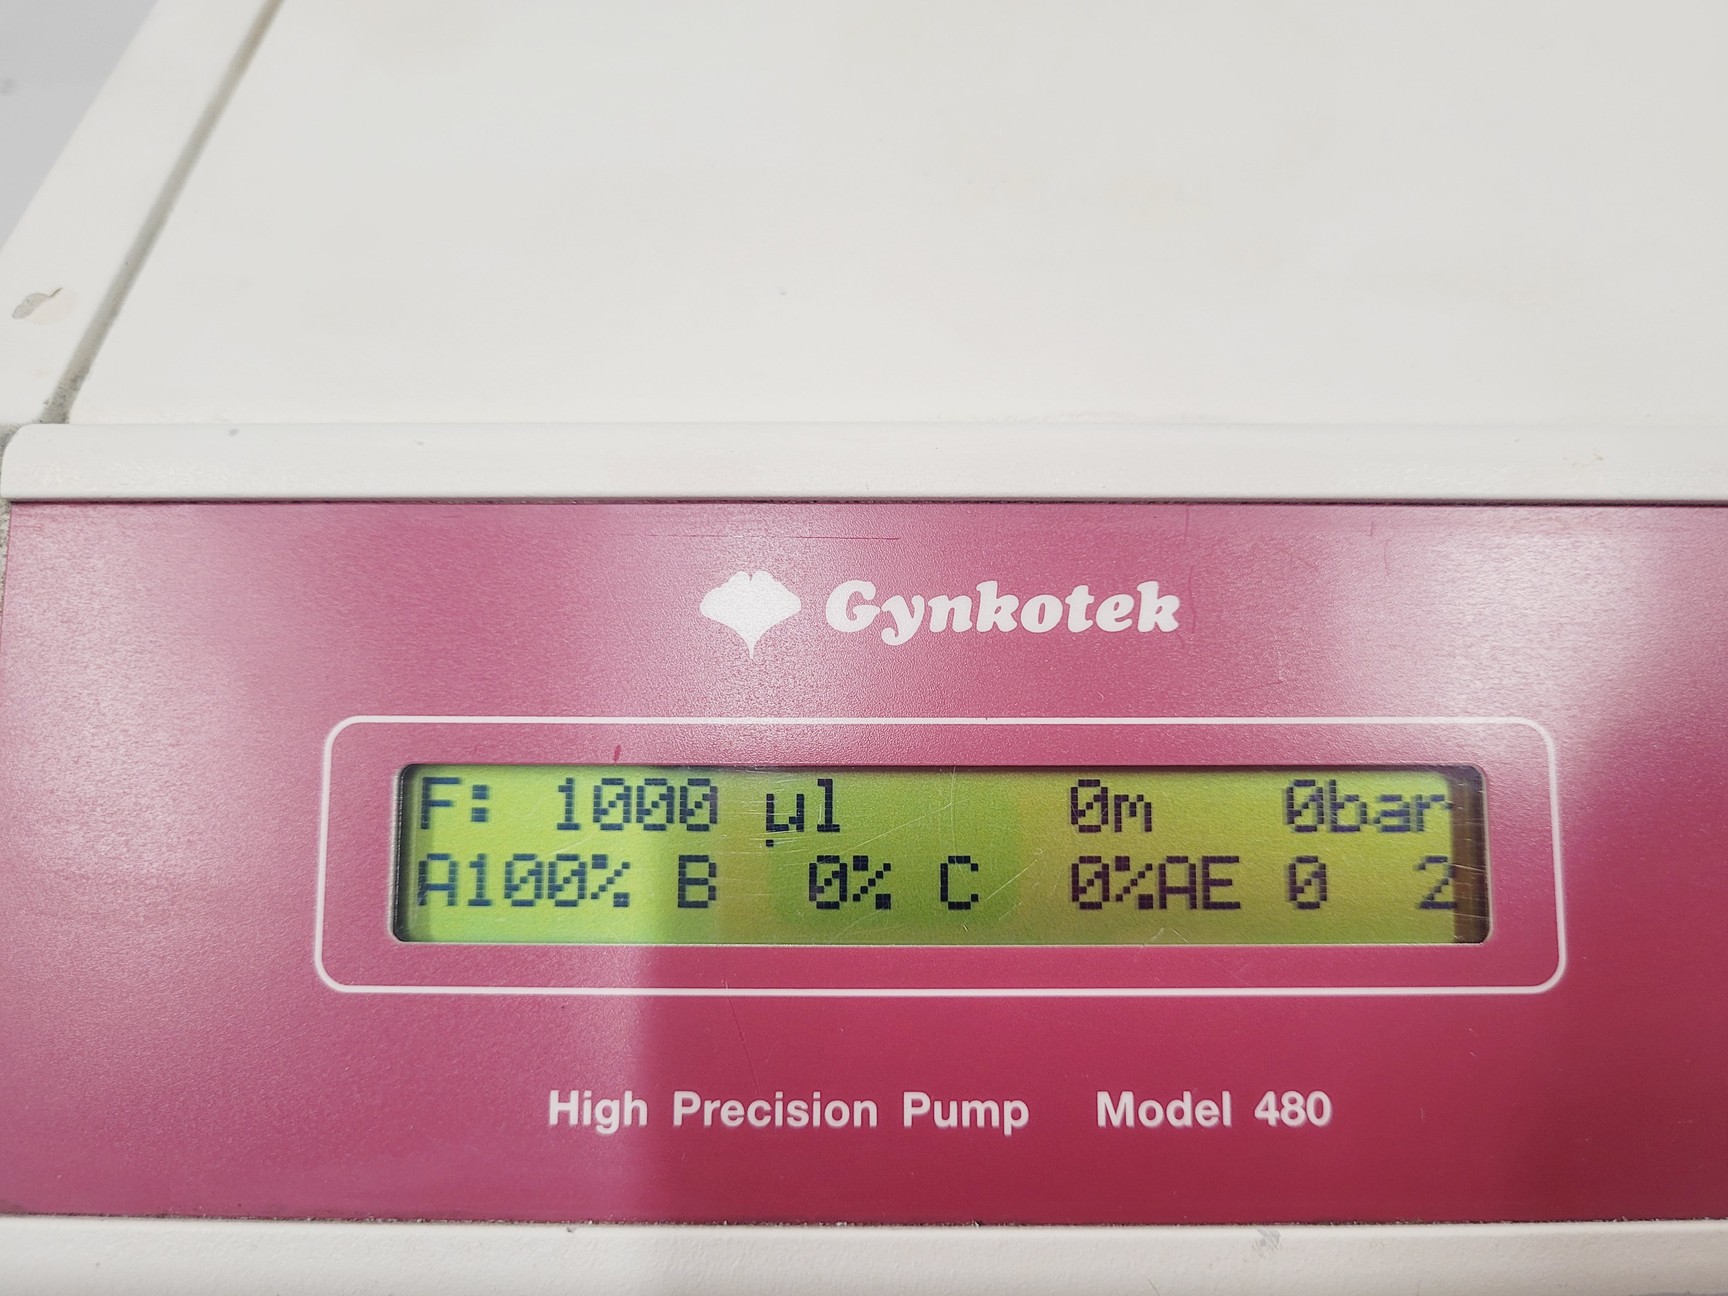 Gynkotek
F: 1000 µl 0m 0bar
A100% B 0% C 0%AE 0 2
High Precision Pump Model 480